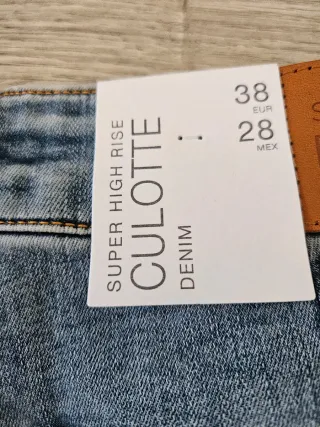 38
EUR
28
MEX
SUPER HIGH RISE
CULOTTE
DENIM